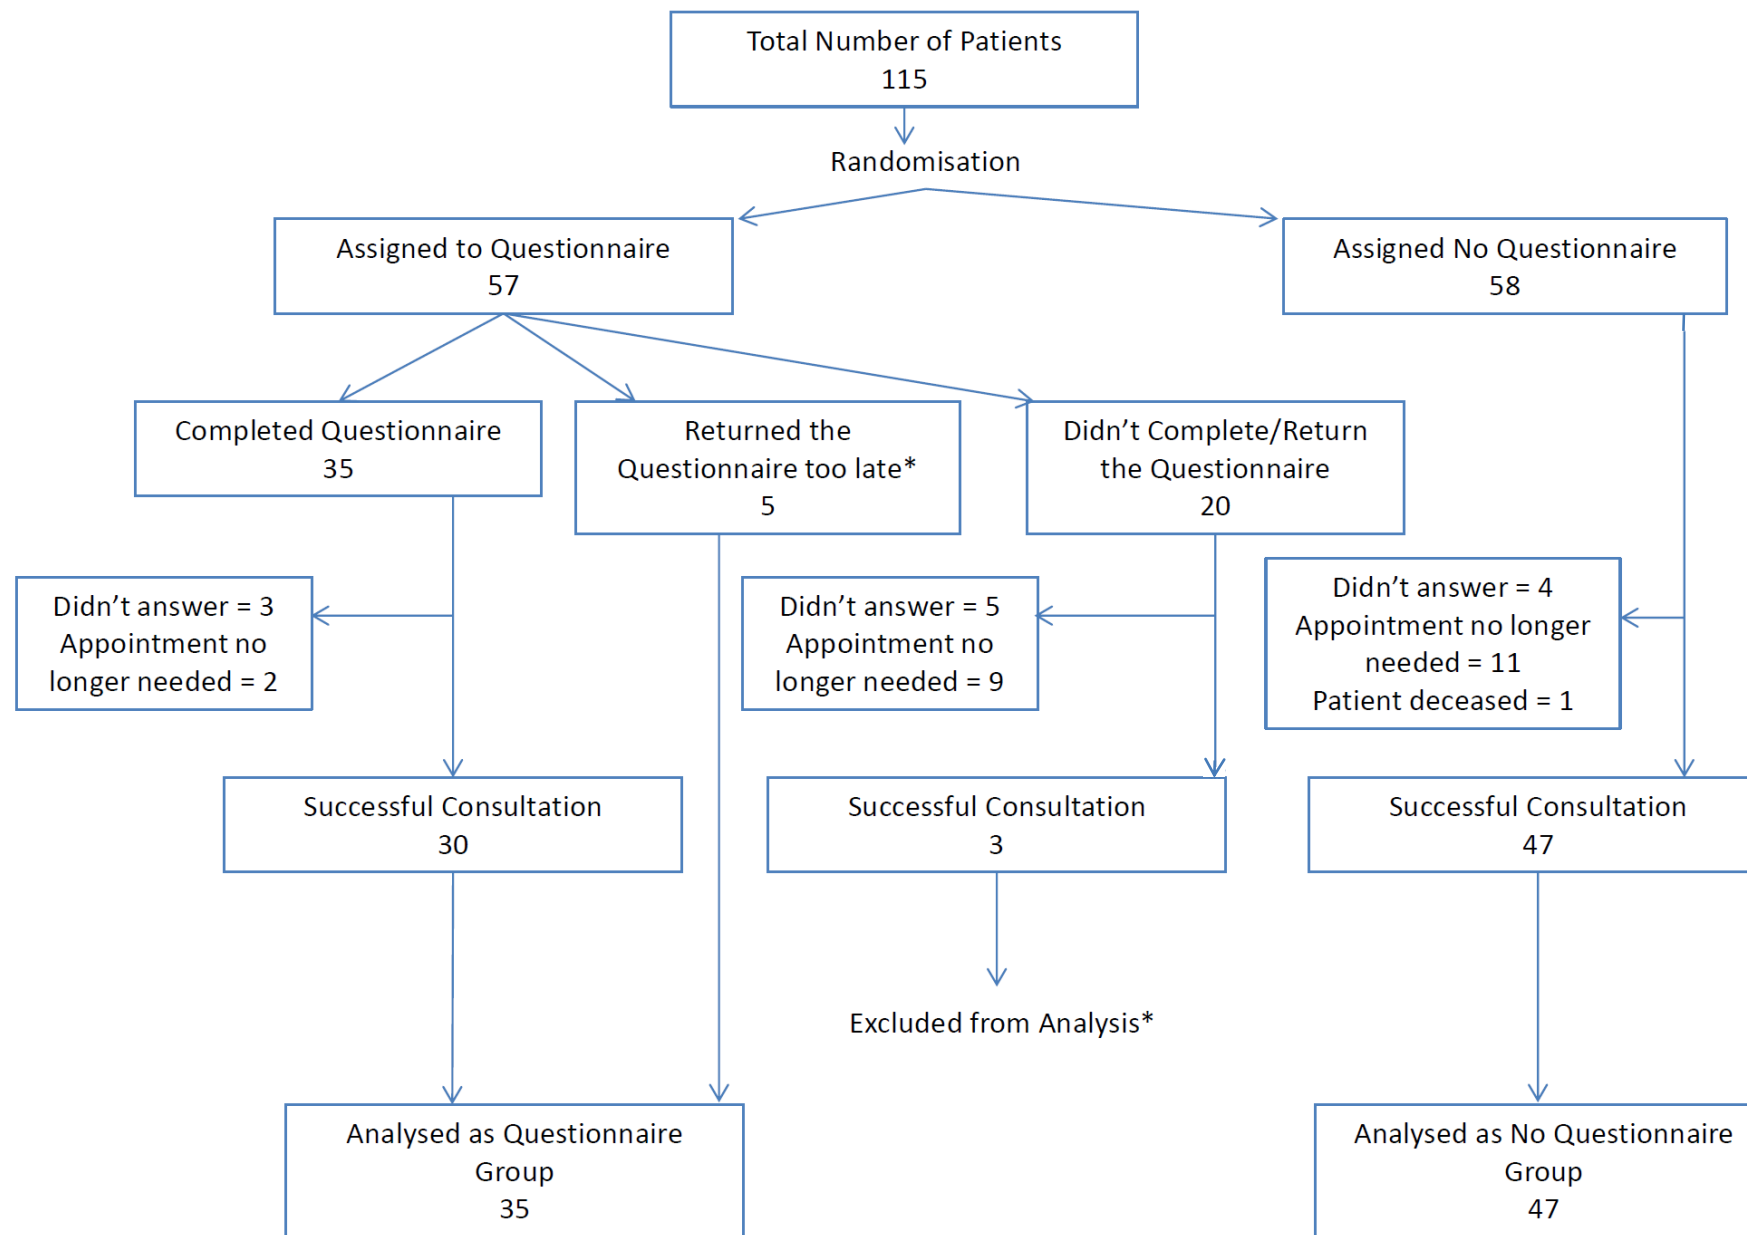 Total Number of Patients
115
Randomisation
Assigned to Questionnaire
57
Assigned No Questionnaire
58
Completed Questionnaire
35
Returned the
Questionnaire too late*
5
Didn’t Complete/Return
the Questionnaire
20
Didn’t answer = 3
Appointment no
longer needed = 2
Didn’t answer = 5
Appointment no
longer needed = 9
Didn’t answer = 4
Appointment no longer
needed = 11
Patient deceased = 1
Successful Consultation
30
Successful Consultation
3
Successful Consultation
47
Excluded from Analysis*
Analysed as Questionnaire
Group
35
Analysed as No Questionnaire
Group
47